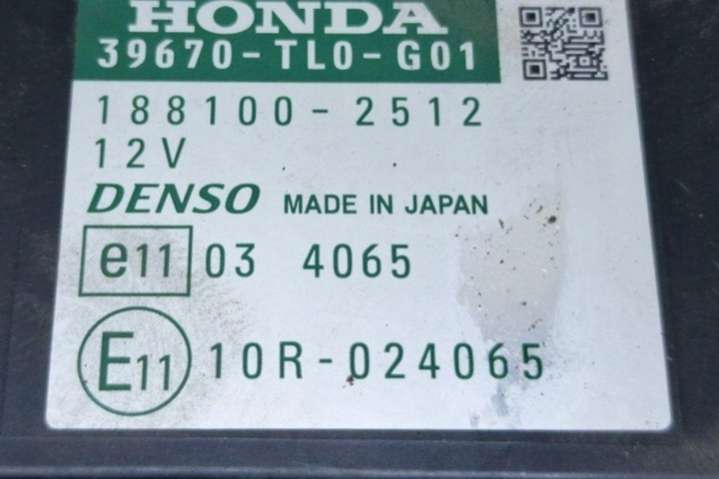 HONDA
39670-TL0-G01
188100-2512
12V
DENSO MADE IN JAPAN
e11 03 4065
E11 10R-024065